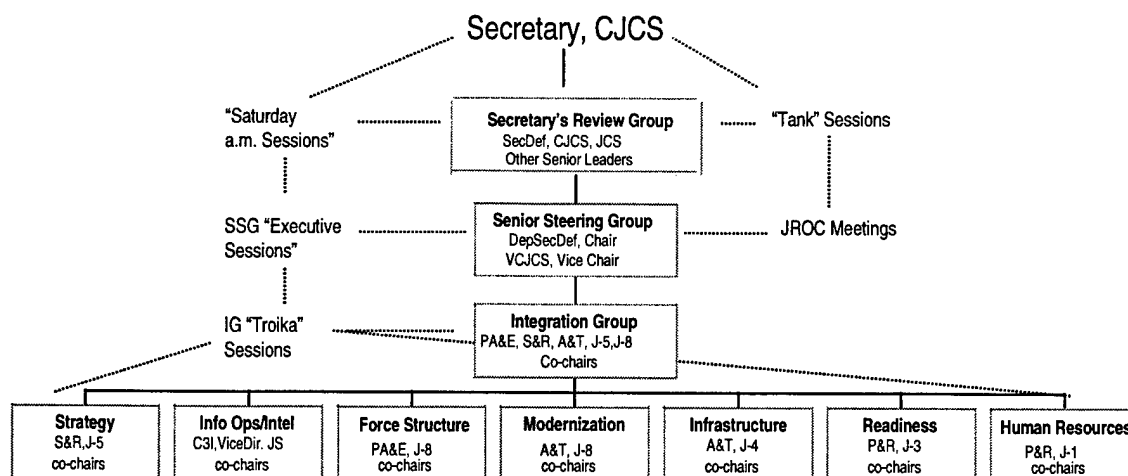 Secretary, CJCS
"Saturday
a.m. Sessions"
Secretary's Review Group
SecDef, CJCS, JCS
Other Senior Leaders
"Tank" Sessions
SSG "Executive
Sessions"
Senior Steering Group
DepSecDef, Chair
VCJCS, Vice Chair
JROC Meetings
IG "Troika"
Sessions
Integration Group
PA&E, S&R, A&T, J-5,J-8
Co-chairs
Strategy
S&R,J-5
co-chairs
Info Ops/Intel
C3I,ViceDir. JS
co-chairs
Force Structure
PA&E, J-8
co-chairs
Modernization
A&T, J-8
co-chairs
Infrastructure
A&T, J-4
co-chairs
Readiness
P&R, J-3
co-chairs
Human Resources
P&R, J-1
co-chairs